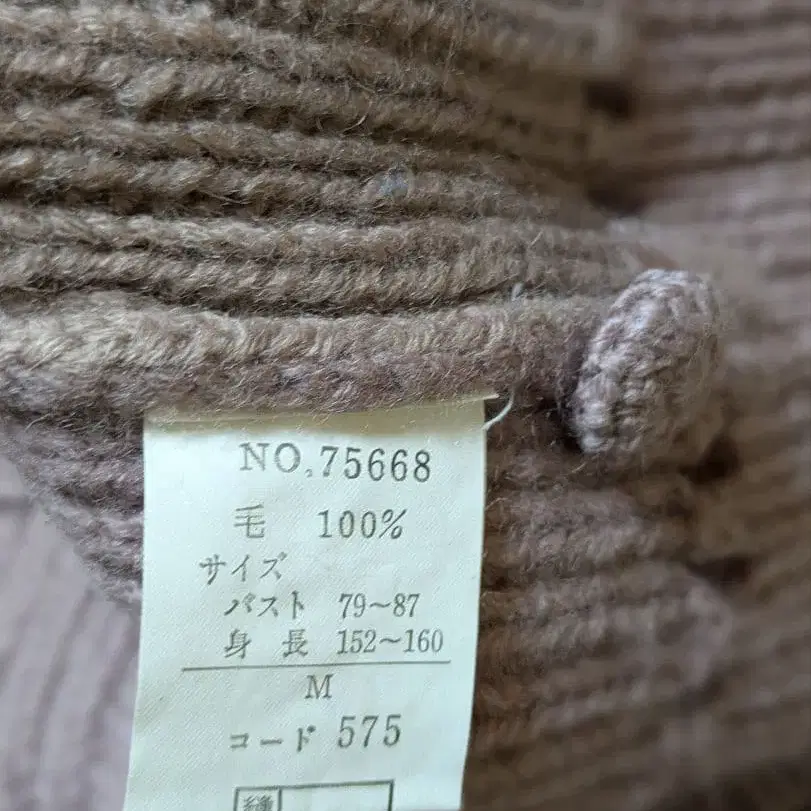 NO.75668
毛 100%
サイズ
バスト 79〜87
身 長 152〜160
M
コード 575